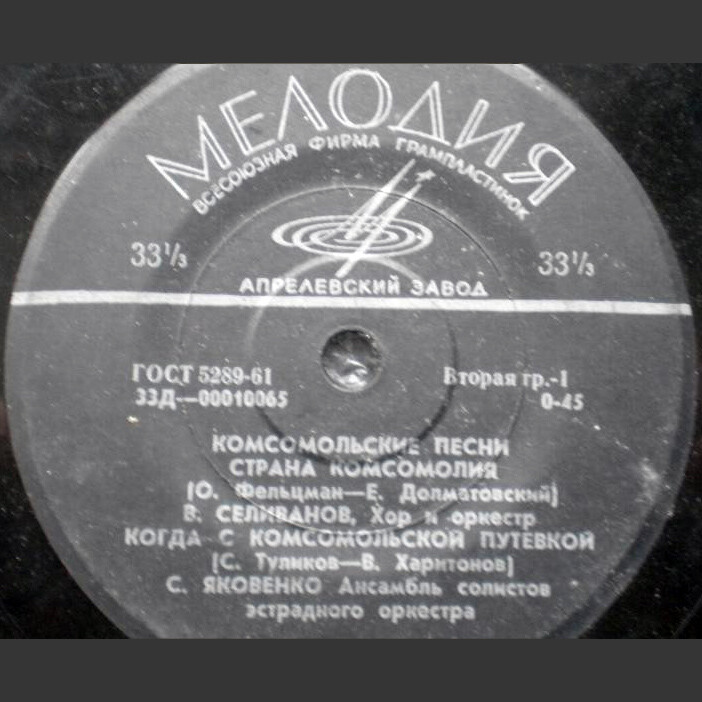 МЕЛОДИЯ
ВСЕСОЮЗНАЯ ФИРМА ГРАМПЛАСТИНОК
33⅓ 33⅓
АПРЕЛЕВСКИЙ ЗАВОД
ГОСТ 5289-61 Вторая гр.-1
33Д—00010065 0-45
КОМСОМОЛЬСКИЕ ПЕСНИ
СТРАНА КОМСОМОЛИЯ
(О. Фельцман—Е. Долматовский)
В. СЕЛИВАНОВ, Хор и оркестр
КОГДА С КОМСОМОЛЬСКОЙ ПУТЕВКОЙ
(С. Туликов—В. Харитонов)
С. ЯКОВЕНКО Ансамбль солистов
эстрадного оркестра